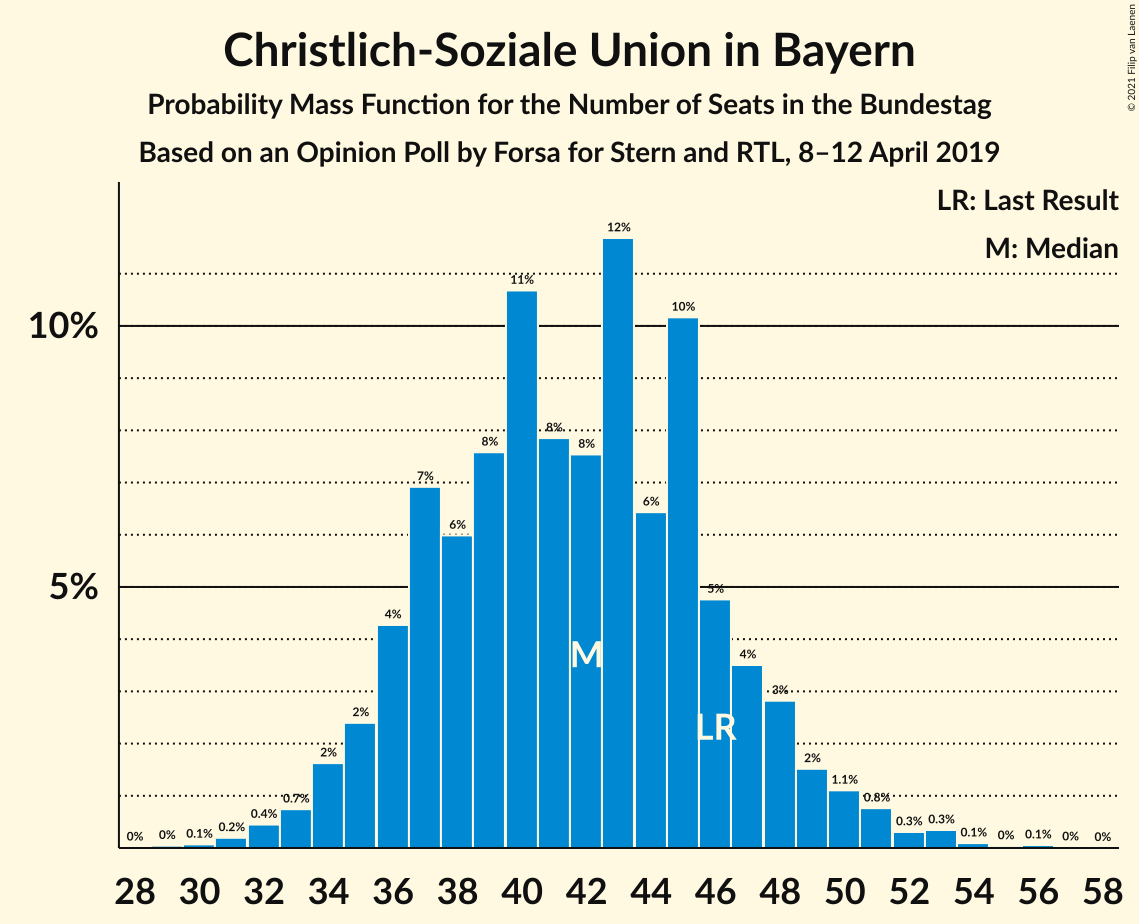 Christlich-Soziale Union in Bayern
Probability Mass Function for the Number of Seats in the Bundestag
Based on an Opinion Poll by Forsa for Stern and RTL, 8–12 April 2019
© 2021 Filip van Laenen
LR: Last Result
M: Median
10%
5%
0% 0% 0.1% 0.2% 0.4% 0.7% 2% 2% 4% 7% 6% 8% 11% 8% 8% 12% 6% 10% 5% 4% 3% 2% 1.1% 0.8% 0.3% 0.3% 0.1% 0% 0.1% 0% 0%
M
LR
28 30 32 34 36 38 40 42 44 46 48 50 52 54 56 58